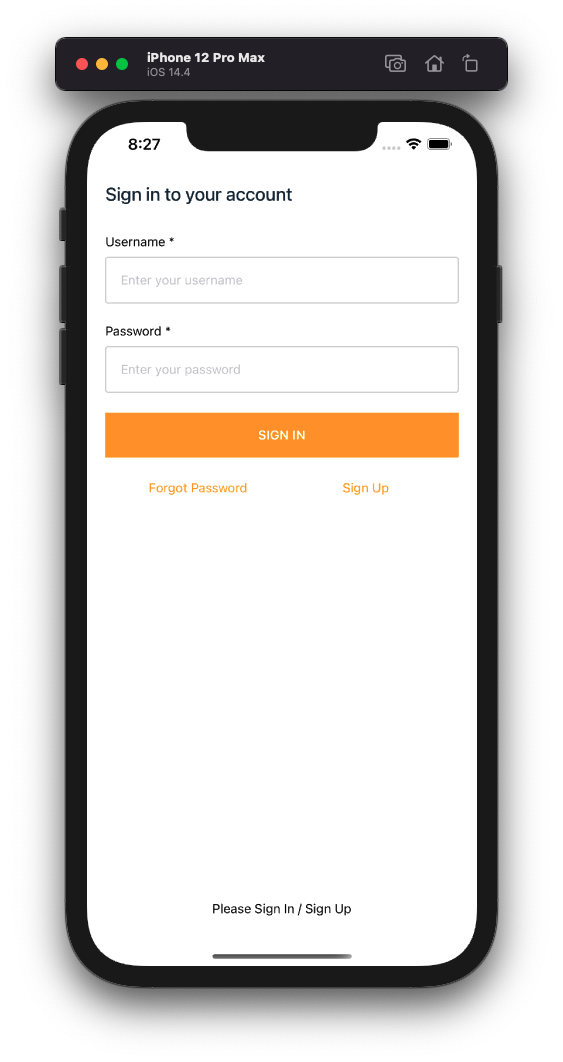 iPhone 12 Pro Max
iOS 14.4
8:27
Sign in to your account
Username *
Enter your username
Password *
Enter your password
SIGN IN
Forgot Password Sign Up
Please Sign In / Sign Up